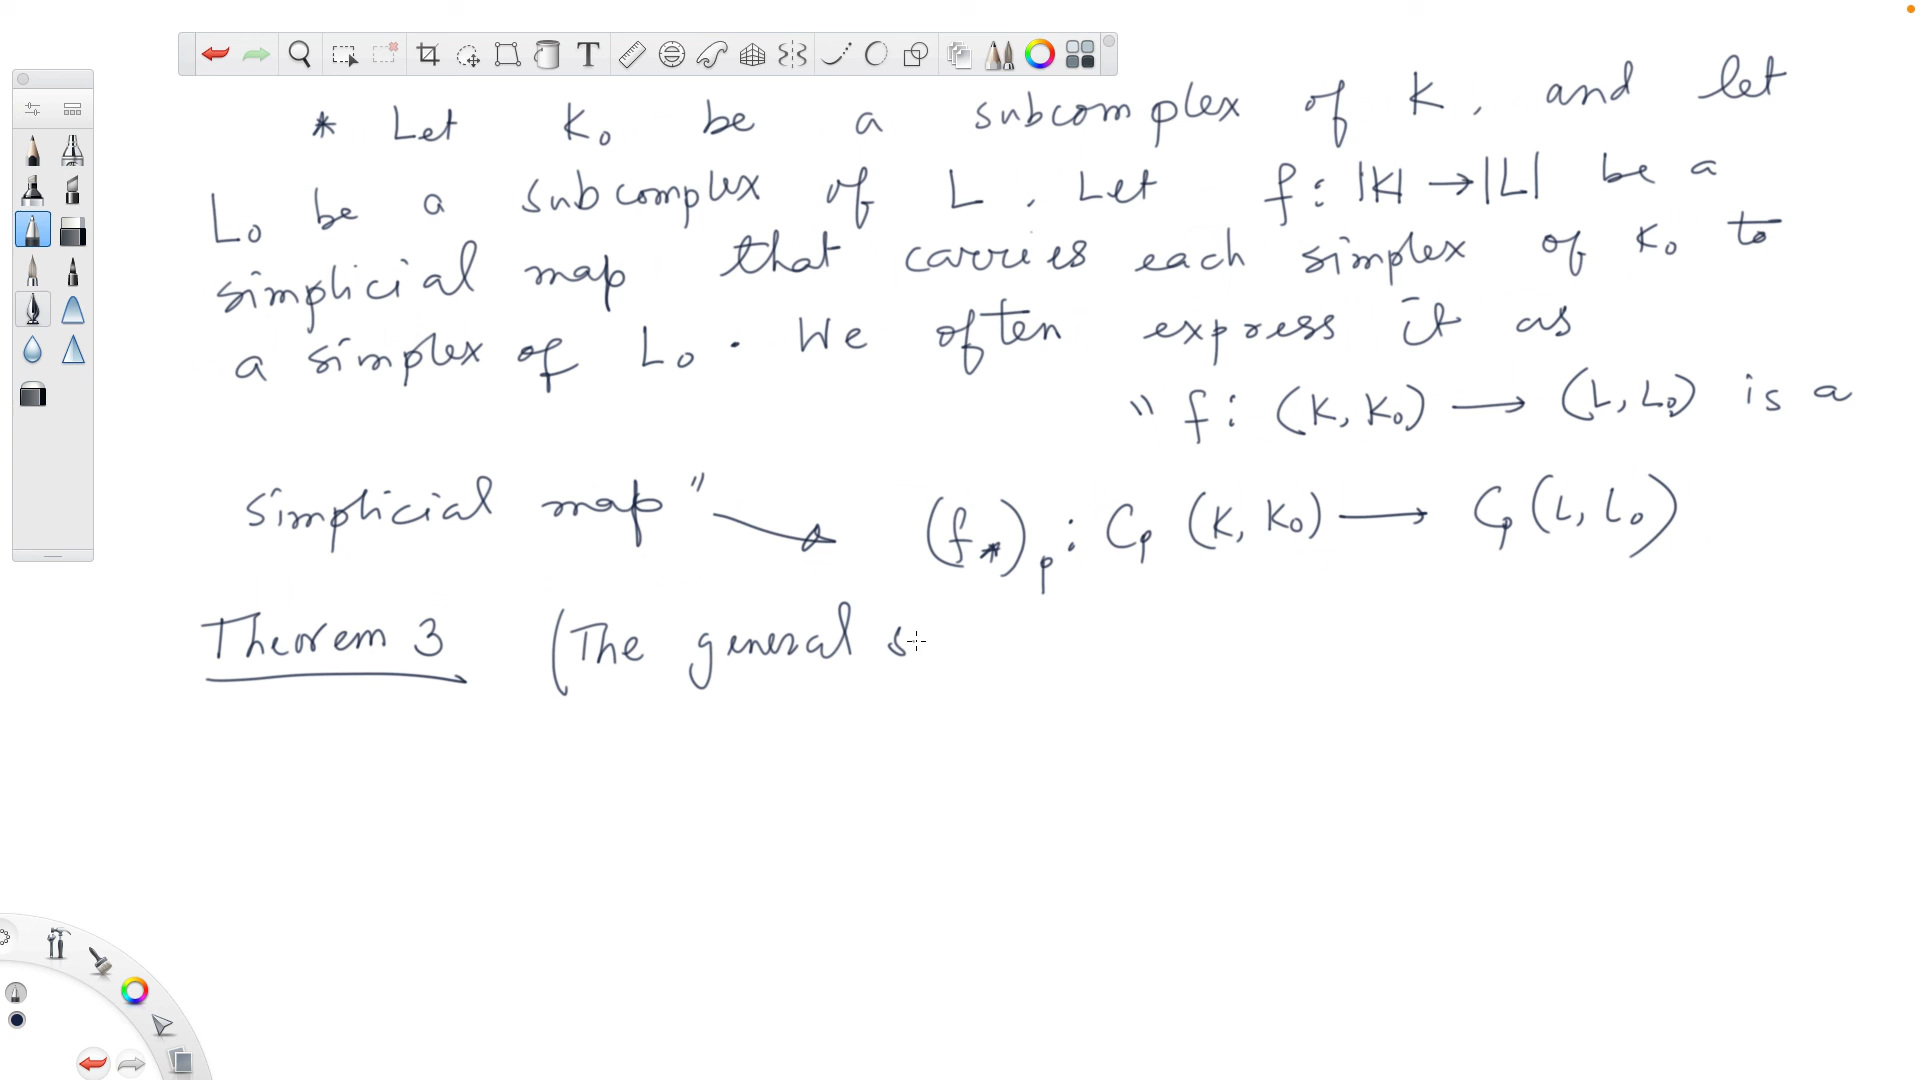 * Let K₀ be a subcomplex of K, and let
L₀ be a subcomplex of L. Let f: |K| → |L| be a
simplicial map that carries each simplex of K₀ to
a simplex of L₀. We often express it as
" f: (K, K₀) → (L, L₀) is a
simplicial map " → (f*)ₚ : Cₚ (K, K₀) → Cₚ (L, L₀)
Theorem 3 (The general s